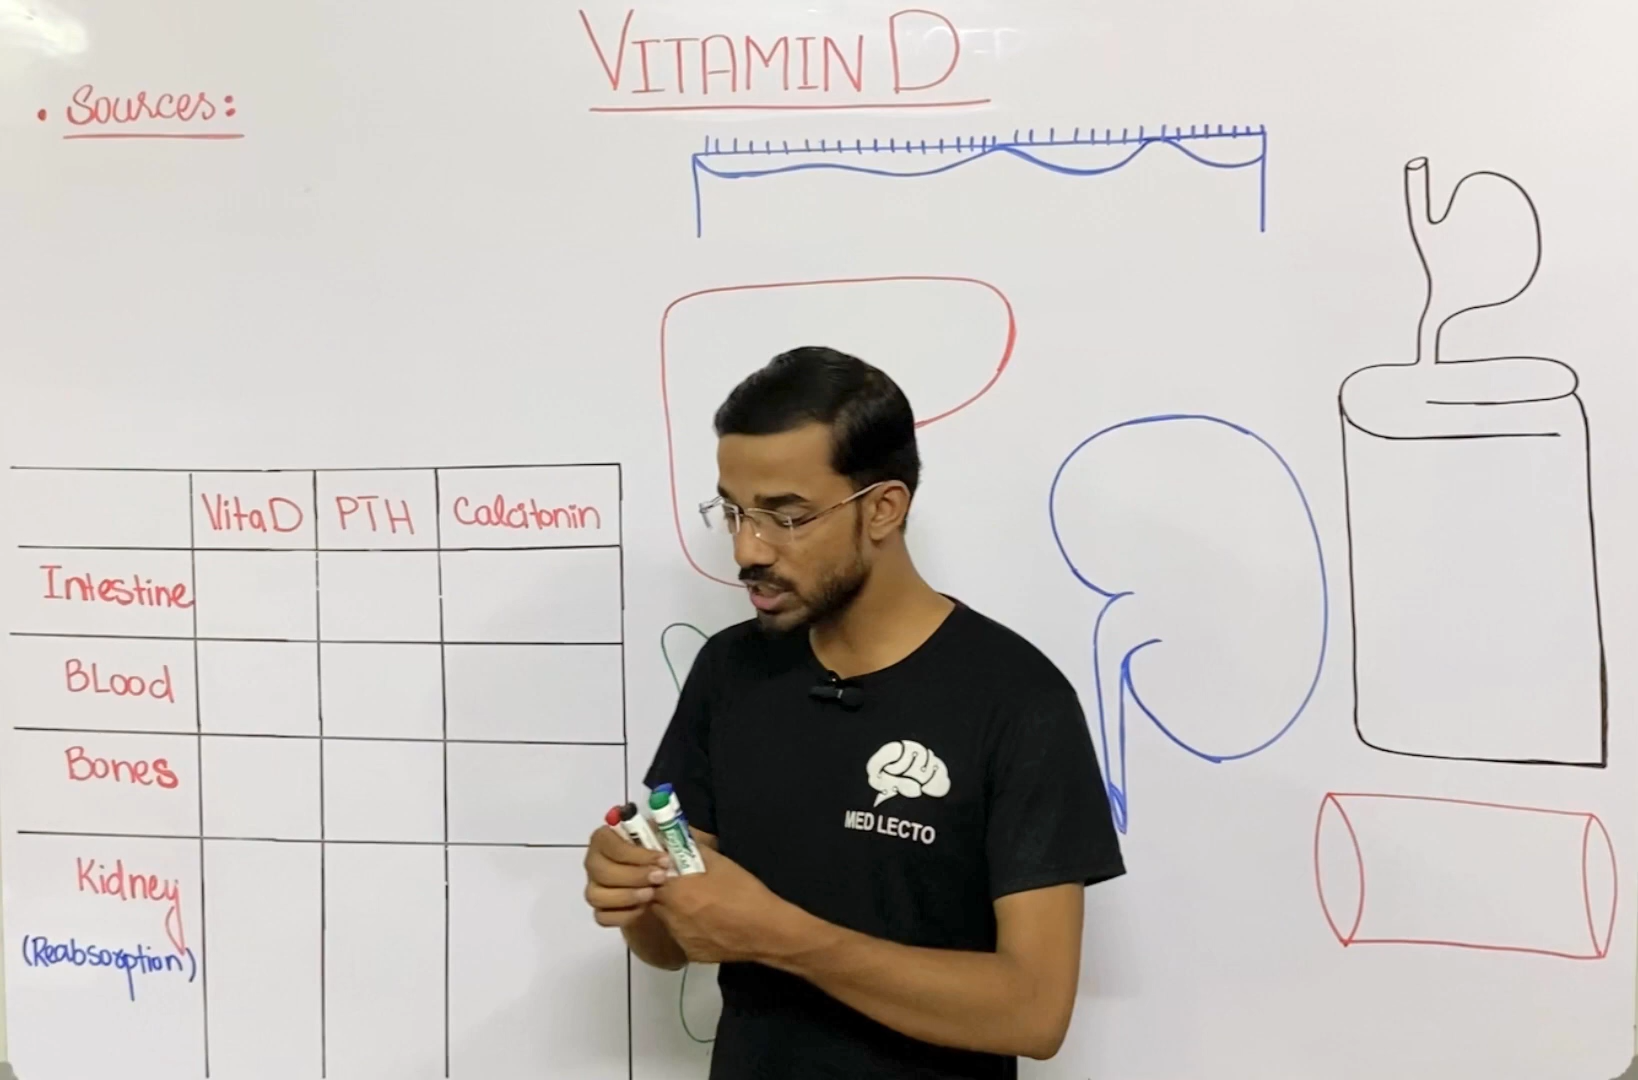 VITAMIN D
• Sources:
Vita D PTH Calcitonin
Intestine
BLood
Bones
Kidney
(Reabsorption)
MED LECTO